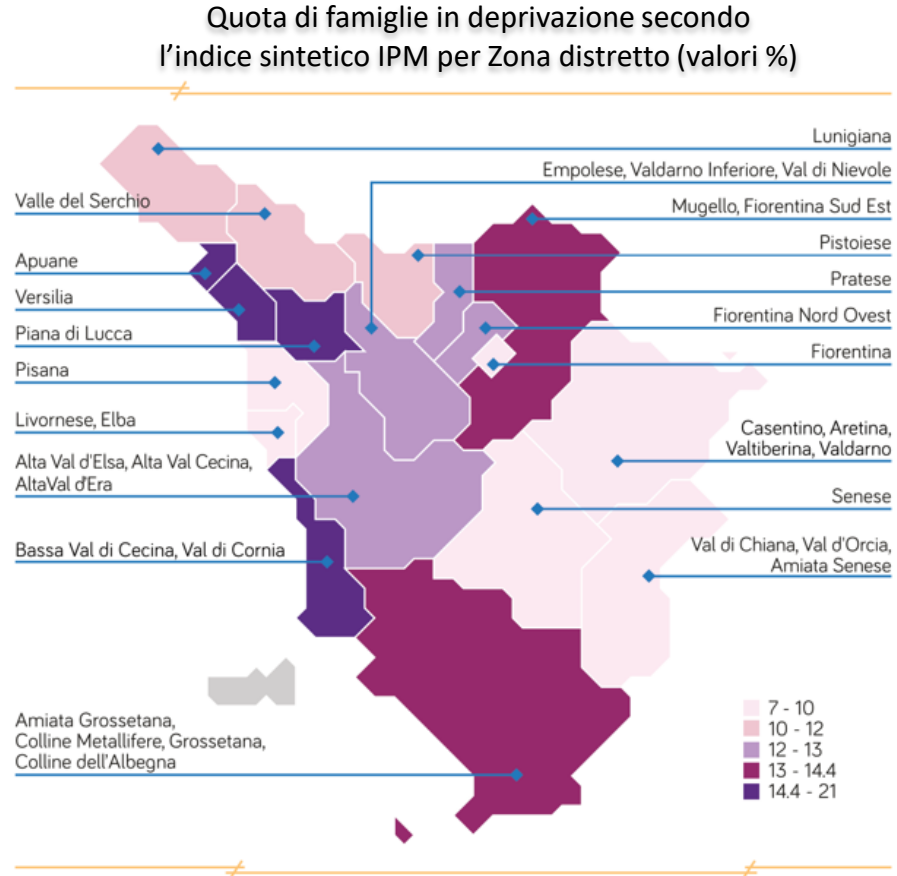 Quota di famiglie in deprivazione secondo
l'indice sintetico IPM per Zona distretto (valori %)
Lunigiana
Empolese, Valdarno Inferiore, Val di Nievole
Valle del Serchio
Mugello, Fiorentina Sud Est
Pistoiese
Apuane
Pratese
Versilia
Fiorentina Nord Ovest
Piana di Lucca
Fiorentina
Pisana
Livornese, Elba
Casentino, Aretina,
Valtiberina, Valdarno
Alta Val d'Elsa, Alta Val Cecina,
AltaVal d'Era
Senese
Bassa Val di Cecina, Val di Cornia
Val di Chiana, Val d'Orcia,
Amiata Senese
Amiata Grossetana,
Colline Metallifere, Grossetana,
Colline dell'Albegna
7 - 10
10 - 12
12 - 13
13 - 14.4
14.4 - 21